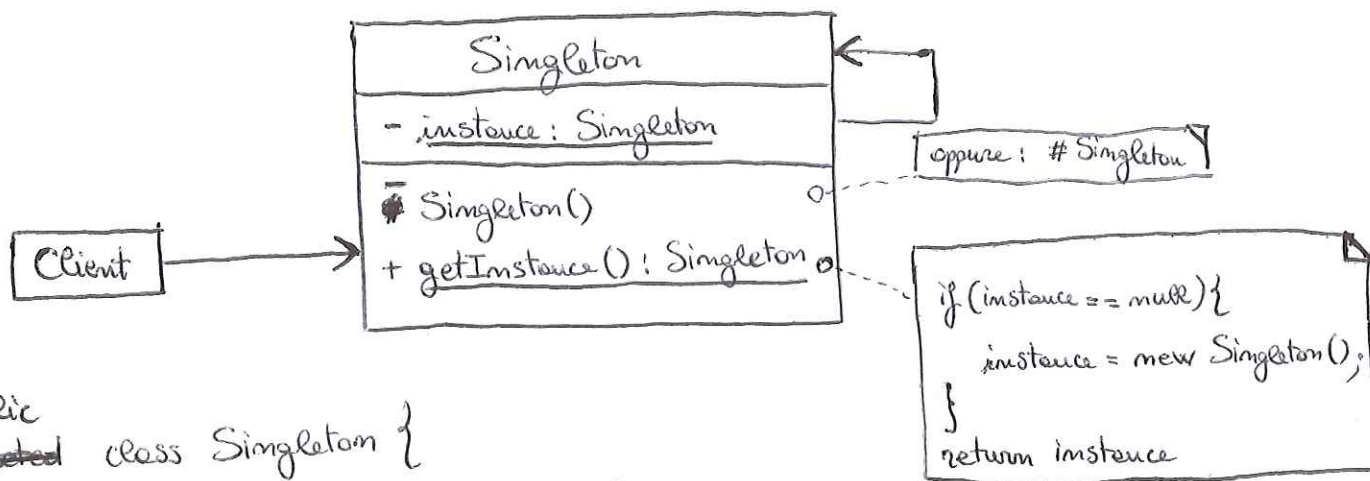 Singleton
- instance: Singleton
oppure: # Singleton
- Singleton()
+ getInstance(): Singleton
Client
if (instance == null){
instance = new Singleton();
}
return instance
class Singleton {